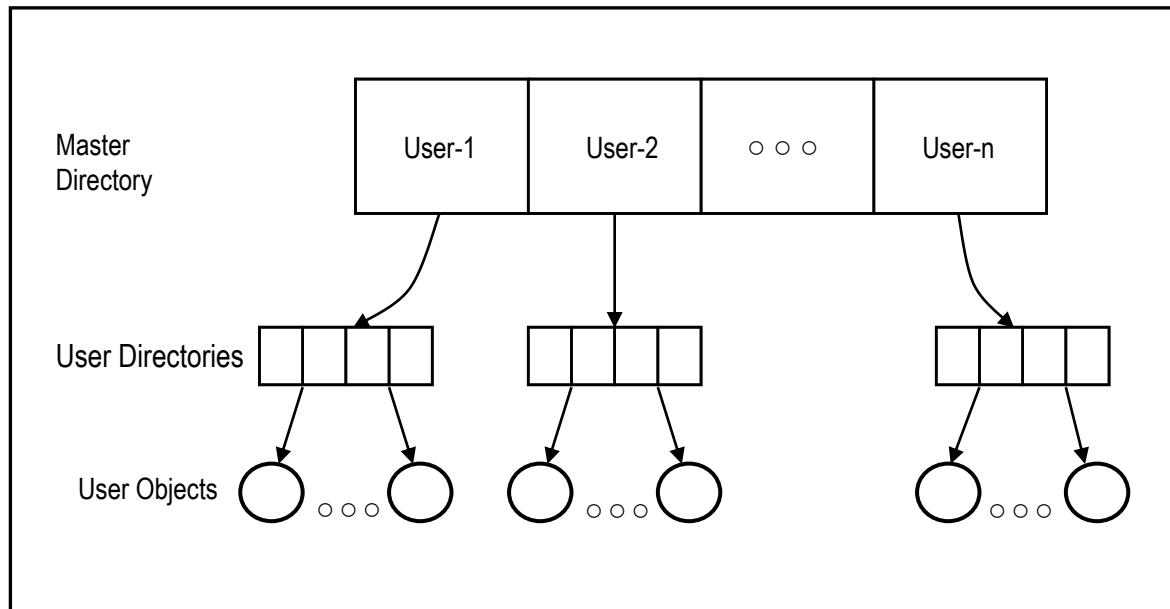 Master
Directory
User-1
User-2
○ ○ ○
User-n
User Directories
User Objects
○ ○ ○
○ ○ ○
○ ○ ○